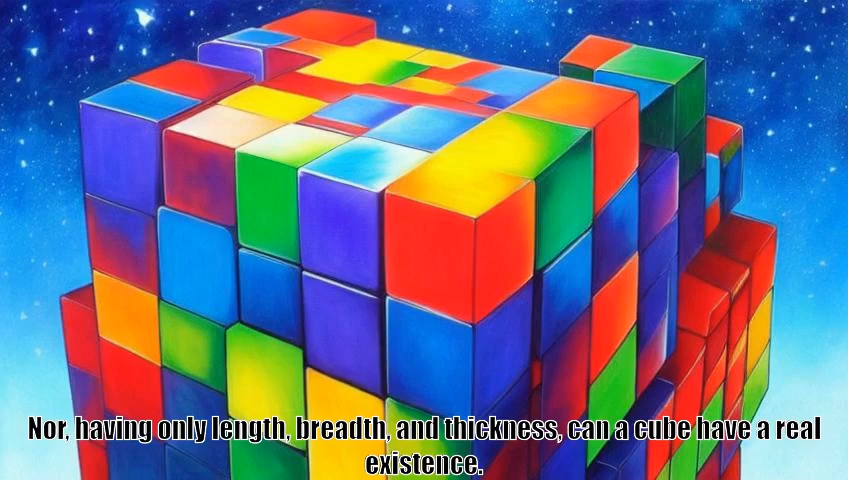 Nor, having only length, breadth, and thickness, can a cube have a real
existence.